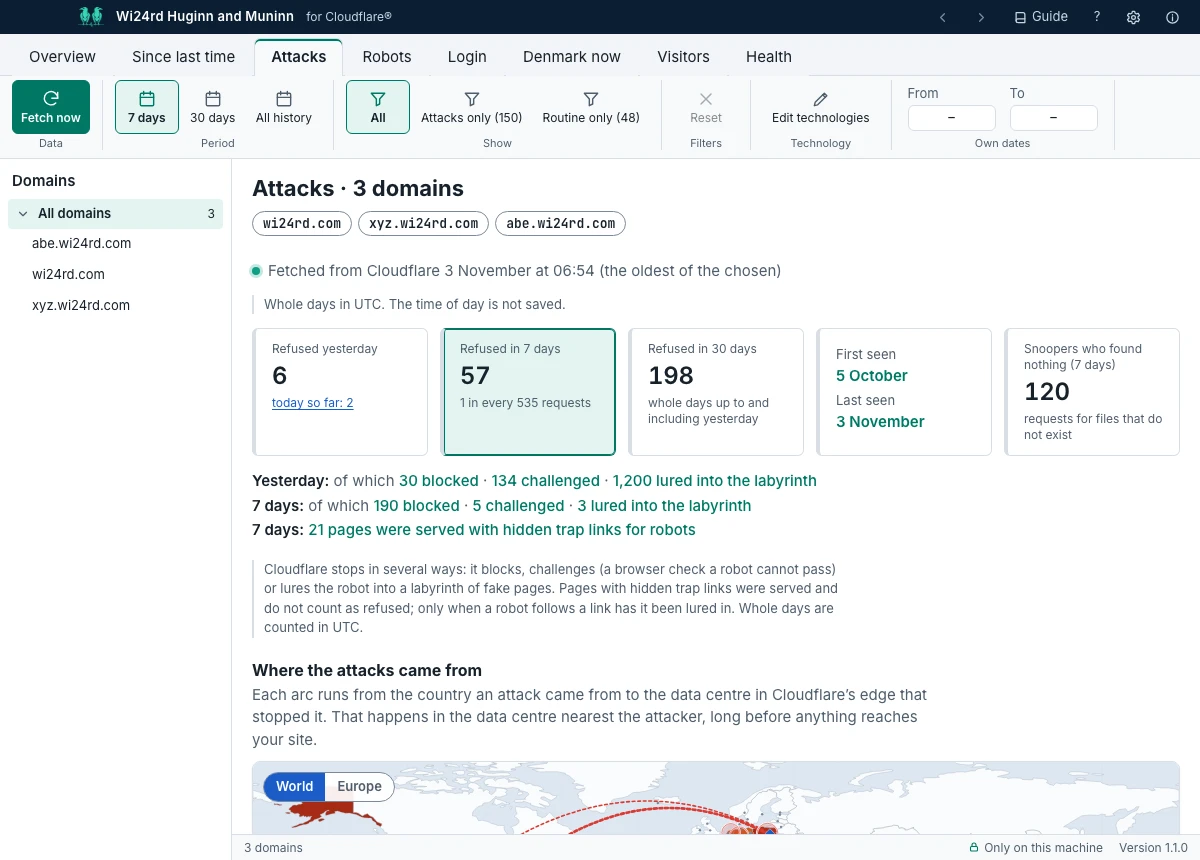 Wi24rd Huginn and Muninn for Cloudflare®
Guide ?
Overview Since last time Attacks Robots Login Denmark now Visitors Health
Fetch now
Data
7 days 30 days All history
Period
All Attacks only (150) Routine only (48)
Show
Reset
Filters
Edit technologies
Technology
From To
– –
Own dates
Domains
All domains 3
abe.wi24rd.com
wi24rd.com
xyz.wi24rd.com
Attacks · 3 domains
wi24rd.com xyz.wi24rd.com abe.wi24rd.com
Fetched from Cloudflare 3 November at 06:54 (the oldest of the chosen)
Whole days in UTC. The time of day is not saved.
Refused yesterday
6
today so far: 2
Refused in 7 days
57
1 in every 535 requests
Refused in 30 days
198
whole days up to and
including yesterday
First seen
5 October
Last seen
3 November
Snoopers who found
nothing (7 days)
120
requests for files that do
not exist
Yesterday: of which 30 blocked · 134 challenged · 1,200 lured into the labyrinth
7 days: of which 190 blocked · 5 challenged · 3 lured into the labyrinth
7 days: 21 pages were served with hidden trap links for robots
Cloudflare stops in several ways: it blocks, challenges (a browser check a robot cannot pass)
or lures the robot into a labyrinth of fake pages. Pages with hidden trap links were served and
do not count as refused; only when a robot follows a link has it been lured in. Whole days are
counted in UTC.
Where the attacks came from
Each arc runs from the country an attack came from to the data centre in Cloudflare’s edge that
stopped it. That happens in the data centre nearest the attacker, long before anything reaches
your site.
World Europe
3 domains
Only on this machine Version 1.1.0